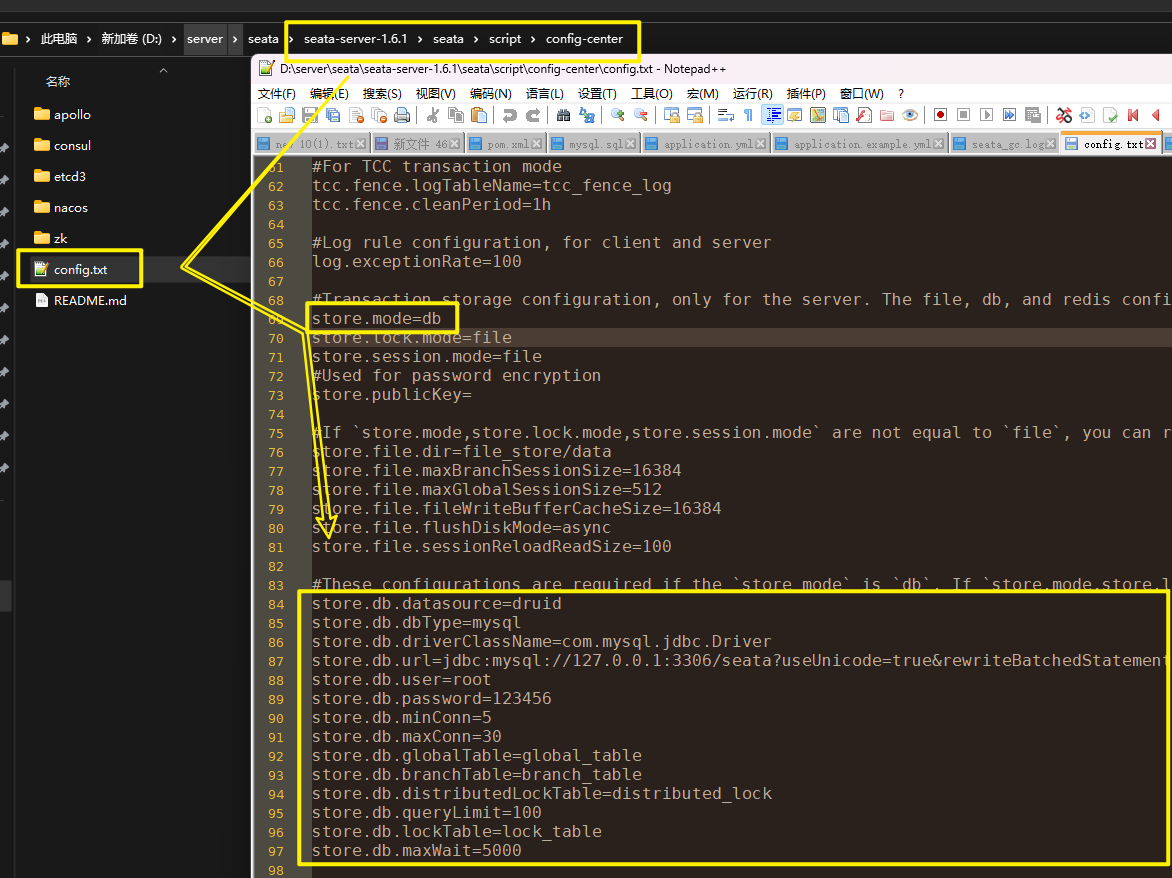 此电脑 › 新加卷 (D:) › server › seata › seata-server-1.6.1 › seata › script › config-center
名称
apollo
consul
etcd3
nacos
zk
config.txt
README.md
D:\server\seata\seata-server-1.6.1\seata\script\config-center\config.txt - Notepad++
文件(F) 编辑(E) 搜索(S) 视图(V) 编码(N) 语言(L) 设置(T) 工具(O) 宏(M) 运行(R) 插件(P) 窗口(W) ?
new 10(1).txt 新文件 46 pom.xml mysql.sql application.yml application.example.yml seata_gc.log config.txt
61 #For TCC transaction mode
62 tcc.fence.logTableName=tcc_fence_log
63 tcc.fence.cleanPeriod=1h
64
65 #Log rule configuration, for client and server
66 log.exceptionRate=100
67
68 #Transaction storage configuration, only for the server. The file, db, and redis confi
69 store.mode=db
70 store.lock.mode=file
71 store.session.mode=file
72 #Used for password encryption
73 store.publicKey=
74
75 #If `store.mode,store.lock.mode,store.session.mode` are not equal to `file`, you can r
76 store.file.dir=file_store/data
77 store.file.maxBranchSessionSize=16384
78 store.file.maxGlobalSessionSize=512
79 store.file.fileWriteBufferCacheSize=16384
80 store.file.flushDiskMode=async
81 store.file.sessionReloadReadSize=100
82
83 #These configurations are required if the `store mode` is `db`. If `store.mode,store.l
84 store.db.datasource=druid
85 store.db.dbType=mysql
86 store.db.driverClassName=com.mysql.jdbc.Driver
87 store.db.url=jdbc:mysql://127.0.0.1:3306/seata?useUnicode=true&rewriteBatchedStatement
88 store.db.user=root
89 store.db.password=123456
90 store.db.minConn=5
91 store.db.maxConn=30
92 store.db.globalTable=global_table
93 store.db.branchTable=branch_table
94 store.db.distributedLockTable=distributed_lock
95 store.db.queryLimit=100
96 store.db.lockTable=lock_table
97 store.db.maxWait=5000
98